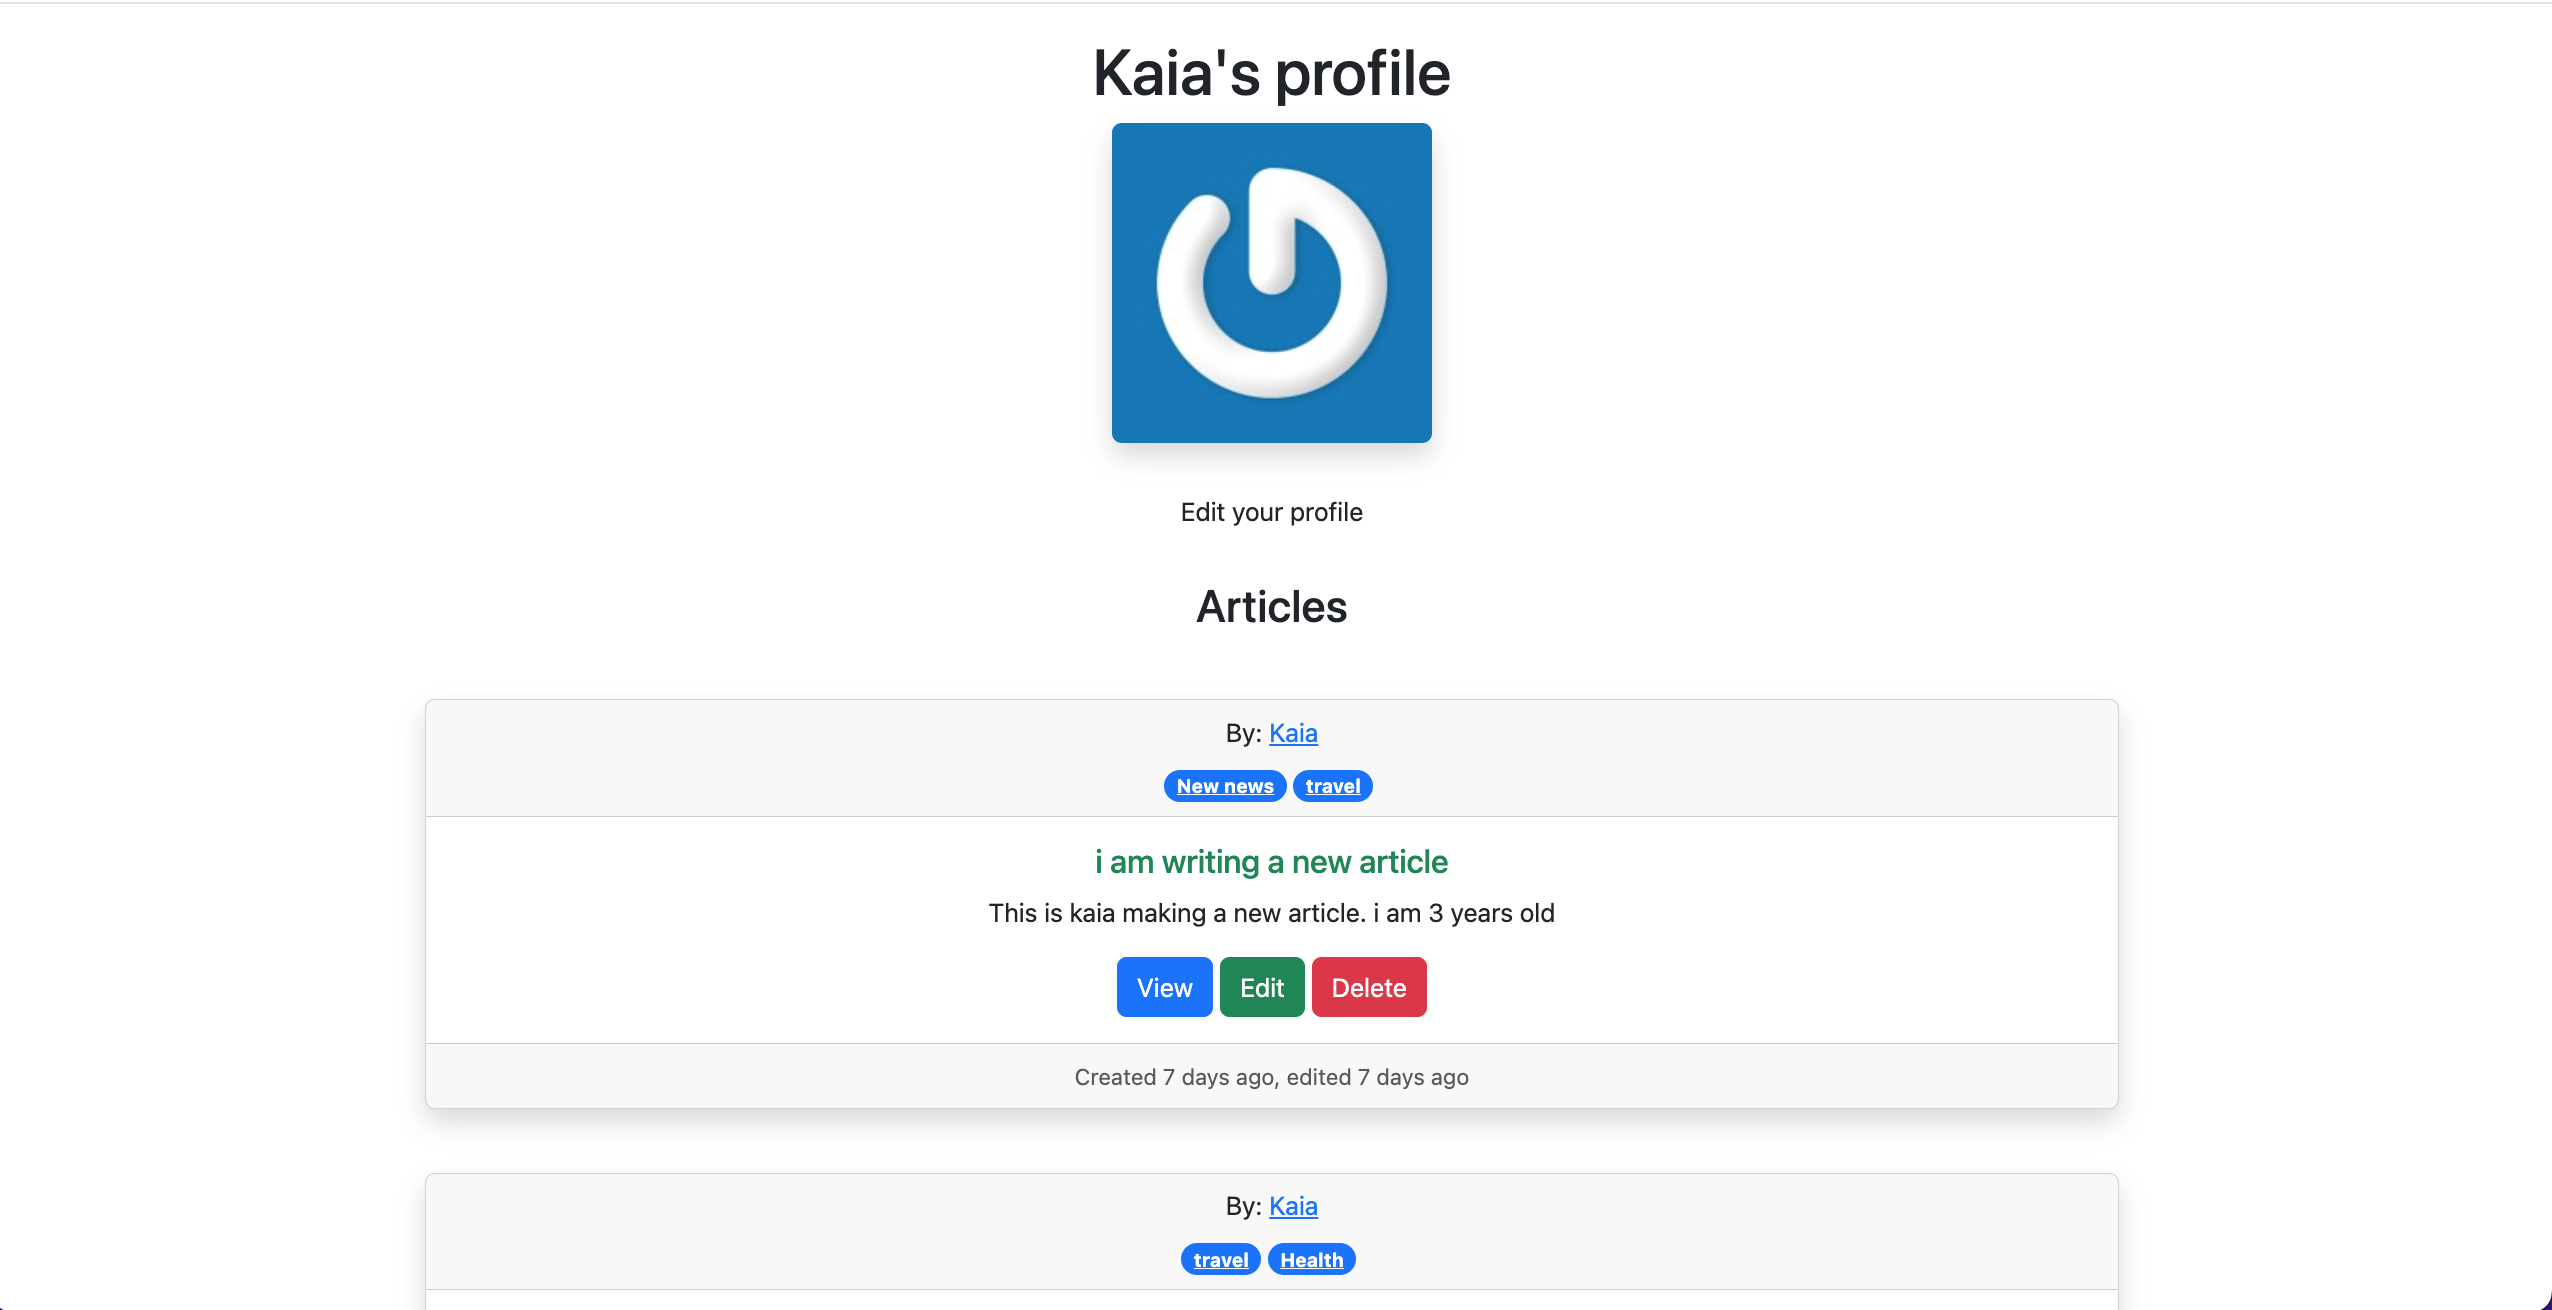 Kaia's profile
Edit your profile
Articles
By: Kaia
New news travel
i am writing a new article
This is kaia making a new article. i am 3 years old
View Edit Delete
Created 7 days ago, edited 7 days ago
By: Kaia
travel Health